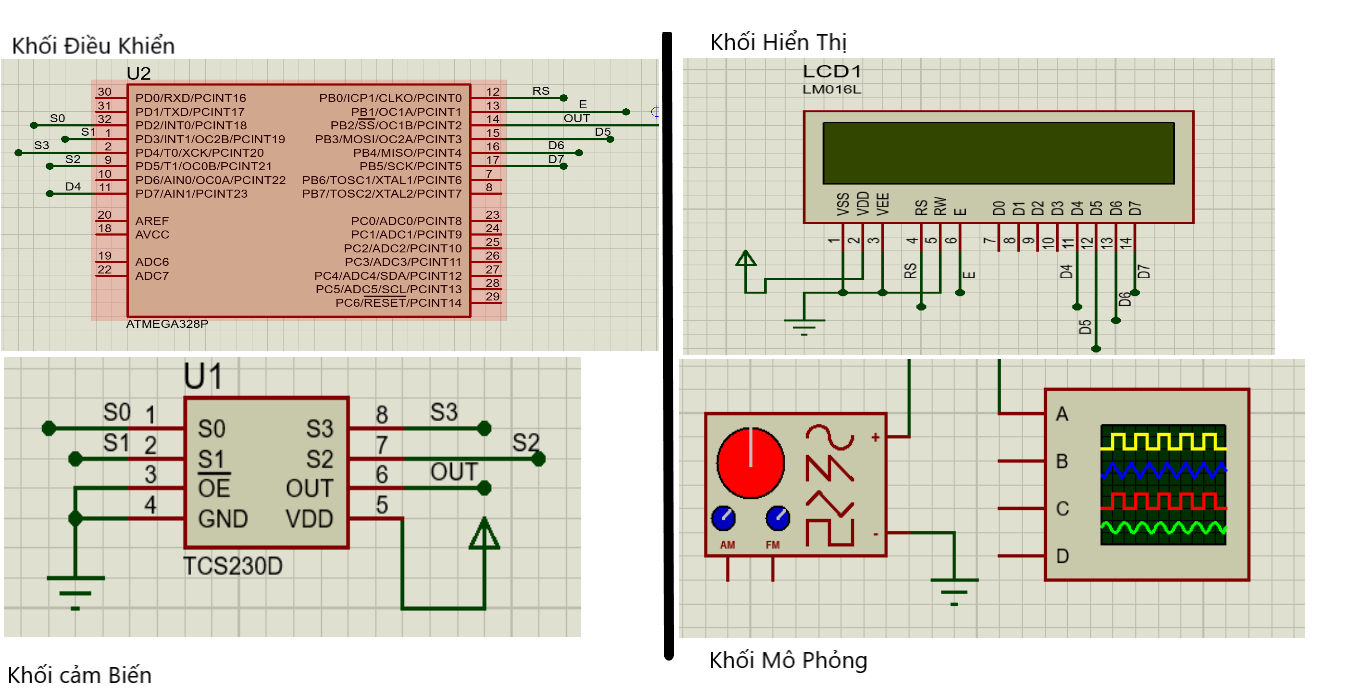 Khối Điều Khiển
U2
30 PD0/RXD/PCINT16 PB0/ICP1/CLKO/PCINT0 12 RS
31 PD1/TXD/PCINT17 PB1/OC1A/PCINT1 13 E
S0 32 PD2/INT0/PCINT18 PB2/SS/OC1B/PCINT2 14 OUT
S1 1 PD3/INT1/OC2B/PCINT19 PB3/MOSI/OC2A/PCINT3 15 D5
S3 2 PD4/T0/XCK/PCINT20 PB4/MISO/PCINT4 16 D6
S2 9 PD5/T1/OC0B/PCINT21 PB5/SCK/PCINT5 17 D7
10 PD6/AIN0/OC0A/PCINT22 PB6/TOSC1/XTAL1/PCINT6 7
D4 11 PD7/AIN1/PCINT23 PB7/TOSC2/XTAL2/PCINT7 8
20 AREF PC0/ADC0/PCINT8 23
18 AVCC PC1/ADC1/PCINT9 24
PC2/ADC2/PCINT10 25
19 ADC6 PC3/ADC3/PCINT11 26
22 ADC7 PC4/ADC4/SDA/PCINT12 27
PC5/ADC5/SCL/PCINT13 28
PC6/RESET/PCINT14 29
ATMEGA328P
Khối Hiển Thị
LCD1
LM016L
VSS VDD VEE RS RW E D0 D1 D2 D3 D4 D5 D6 D7
1 2 3 4 5 6 7 8 9 10 11 12 13 14
RS E D4 D5 D6 D7
U1
S0 1 S0 S3 8 S3
S1 2 S1 S2 7 S2
3 OE OUT 6 OUT
4 GND VDD 5
TCS230D
Khối cảm Biến
+
-
AM FM
A
B
C
D
Khối Mô Phỏng